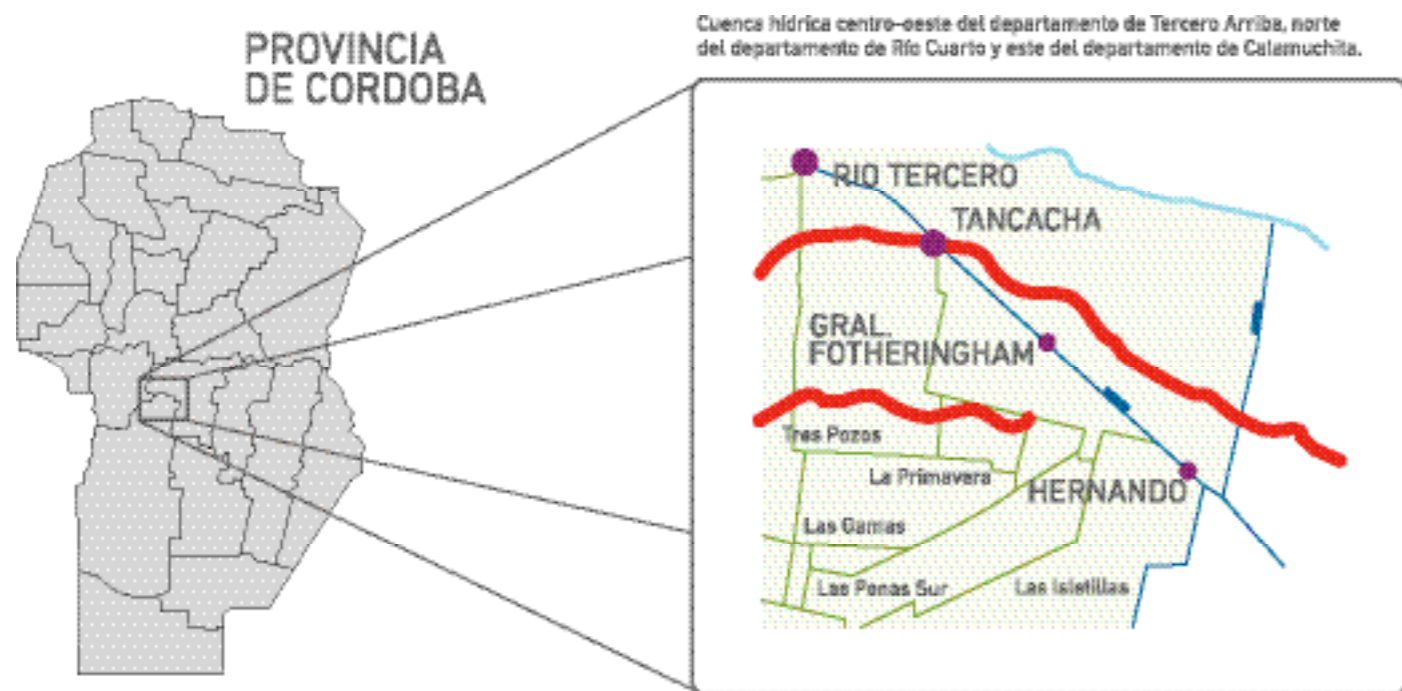 PROVINCIA
DE CORDOBA
Cuenca hídrica centro-oeste del departamento de Tercero Arriba, norte
del departamento de Río Cuarto y este del departamento de Calamuchita.
RIO TERCERO
TANCACHA
GRAL.
FOTHERINGHAM
Tres Pozos
La Primavera
HERNANDO
Las Gamas
Las Penas Sur
Las Isletillas